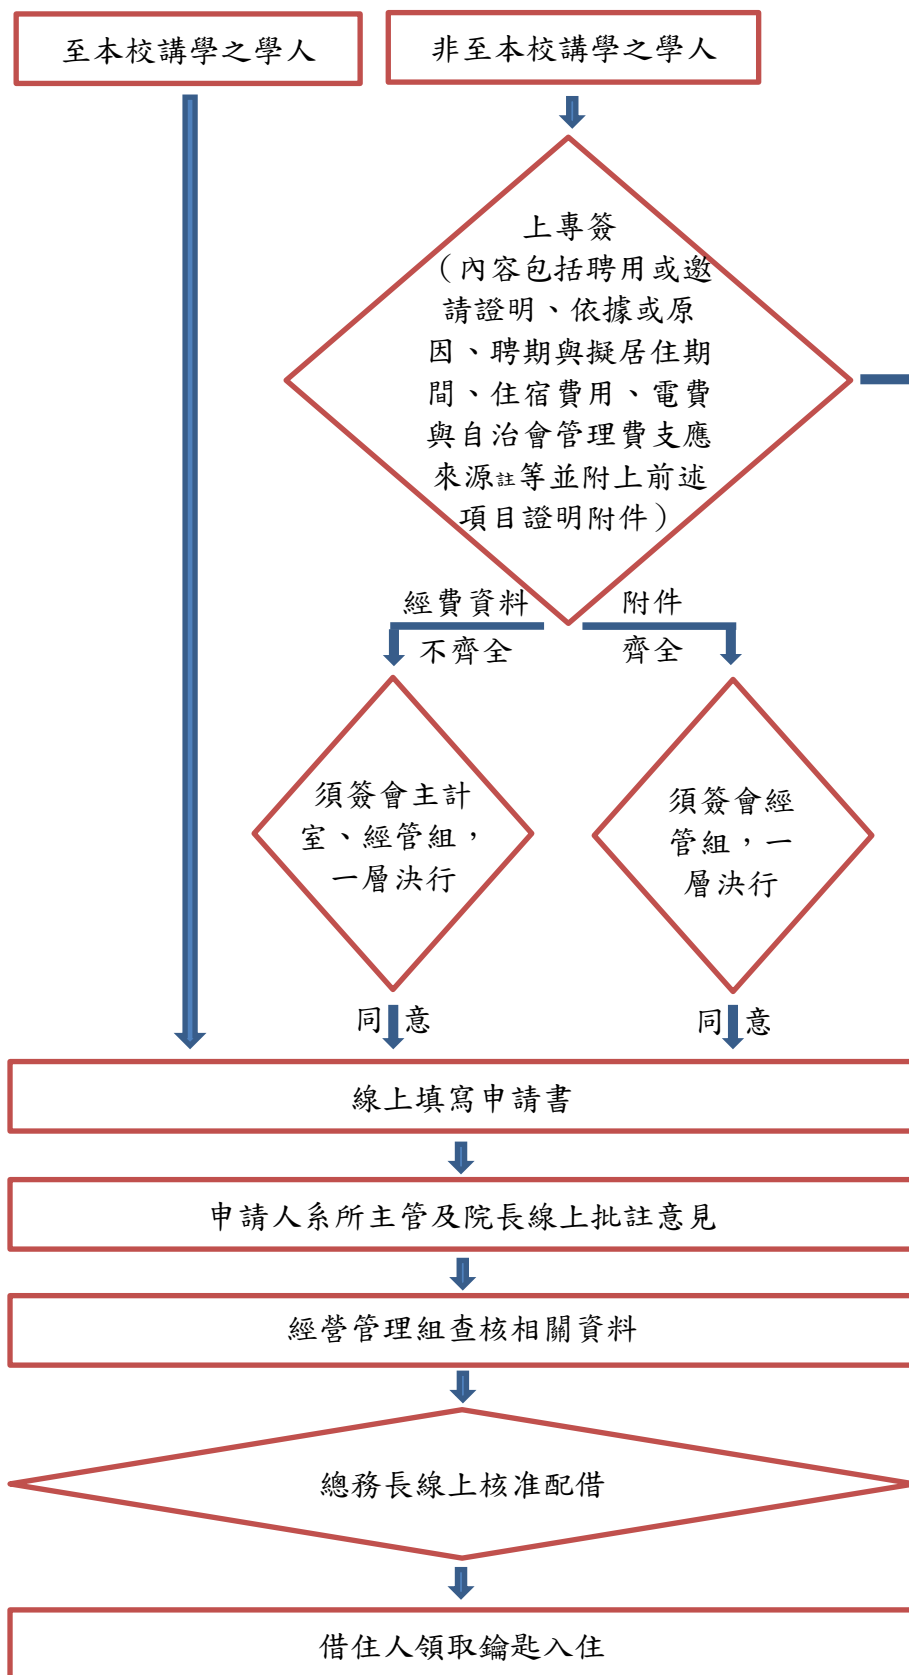 至本校講學之學人
非至本校講學之學人
上專簽
（內容包括聘用或邀
請證明、依據或原
因、聘期與擬居住期
間、住宿費用、電費
與自治會管理費支應
來源註等並附上前述
項目證明附件）
經費資料
不齊全
附件
齊全
須簽會主計
室、經管組，
一層決行
須簽會經
管組，一
層決行
同意
同意
線上填寫申請書
申請人系所主管及院長線上批註意見
經營管理組查核相關資料
總務長線上核准配借
借住人領取鑰匙入住